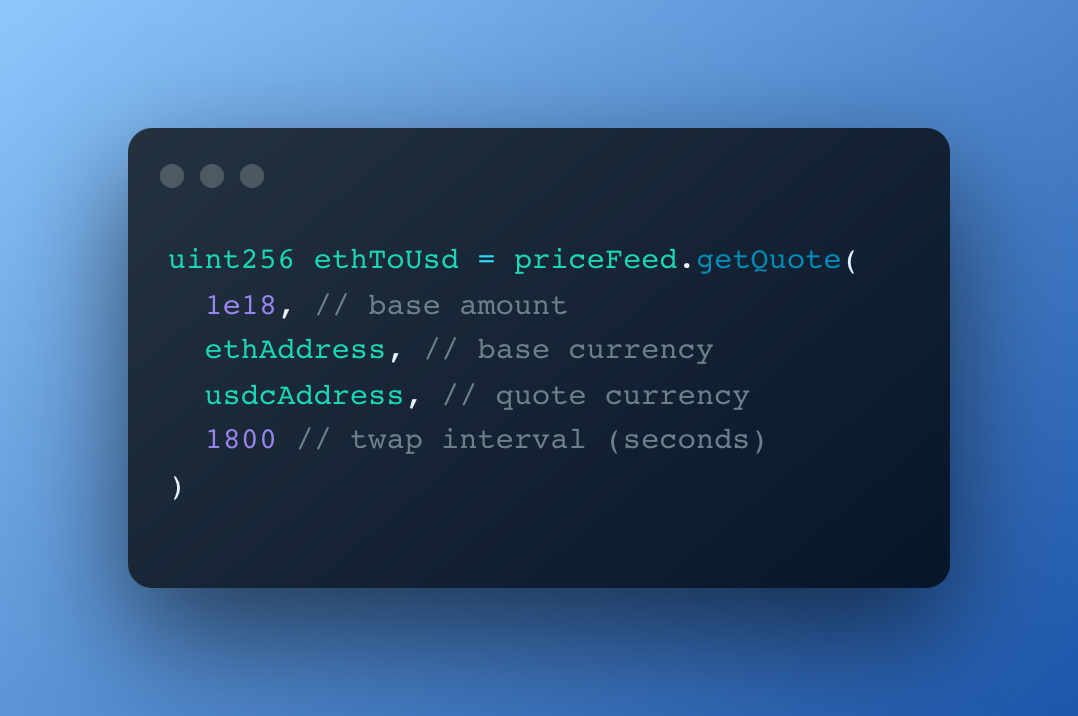 uint256 ethToUsd = priceFeed.getQuote(
  1e18, // base amount
  ethAddress, // base currency
  usdcAddress, // quote currency
  1800 // twap interval (seconds)
)